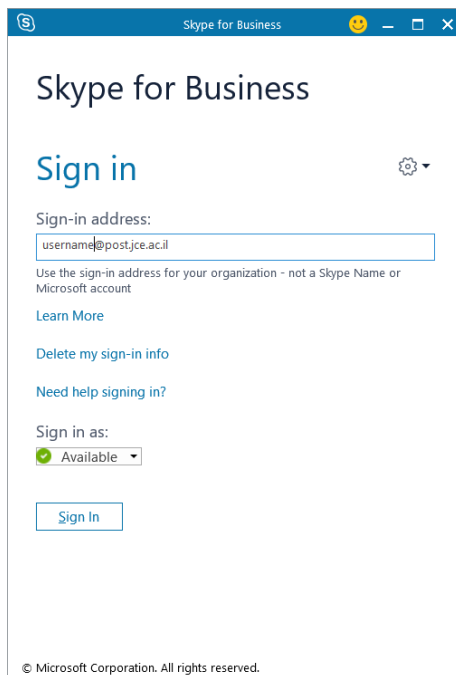 Skype for Business
Skype for Business
Sign in
Sign-in address:
username@post.jce.ac.il
Use the sign-in address for your organization - not a Skype Name or
Microsoft account
Learn More
Delete my sign-in info
Need help signing in?
Sign in as:
Available
Sign In
© Microsoft Corporation. All rights reserved.